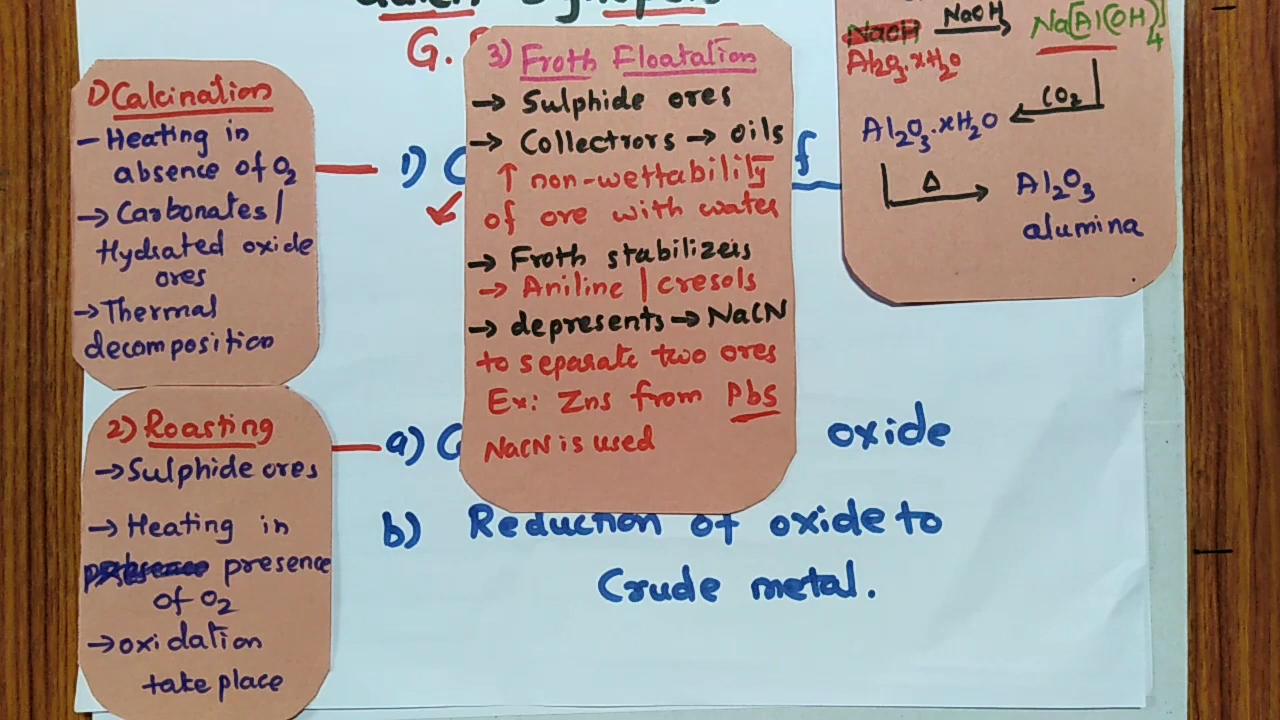 G.
1) Calcination
- Heating in
absence of O₂
→ Carbonates /
Hydrated oxide
ores
→ Thermal
decomposition
2) Roasting
→ Sulphide ores
→ Heating in
presence
of O₂
→ oxidation
take place
3) Froth Floatation
→ Sulphide ores
→ Collectrors → oils
↑ non-wettability
of ore with water
→ Froth stabilizers
→ Aniline / cresols
→ depresents → NaCN
to separate two ores
Ex: Zns from Pbs
NaCN is used
NaOH NaOH → Na[Al(OH)₄]
Al₂O₃.xH₂O
CO₂
Al₂O₃.xH₂O
Δ → Al₂O₃
alumina
1) C f
a) C oxide
b) Reduction of oxide to
Crude metal.